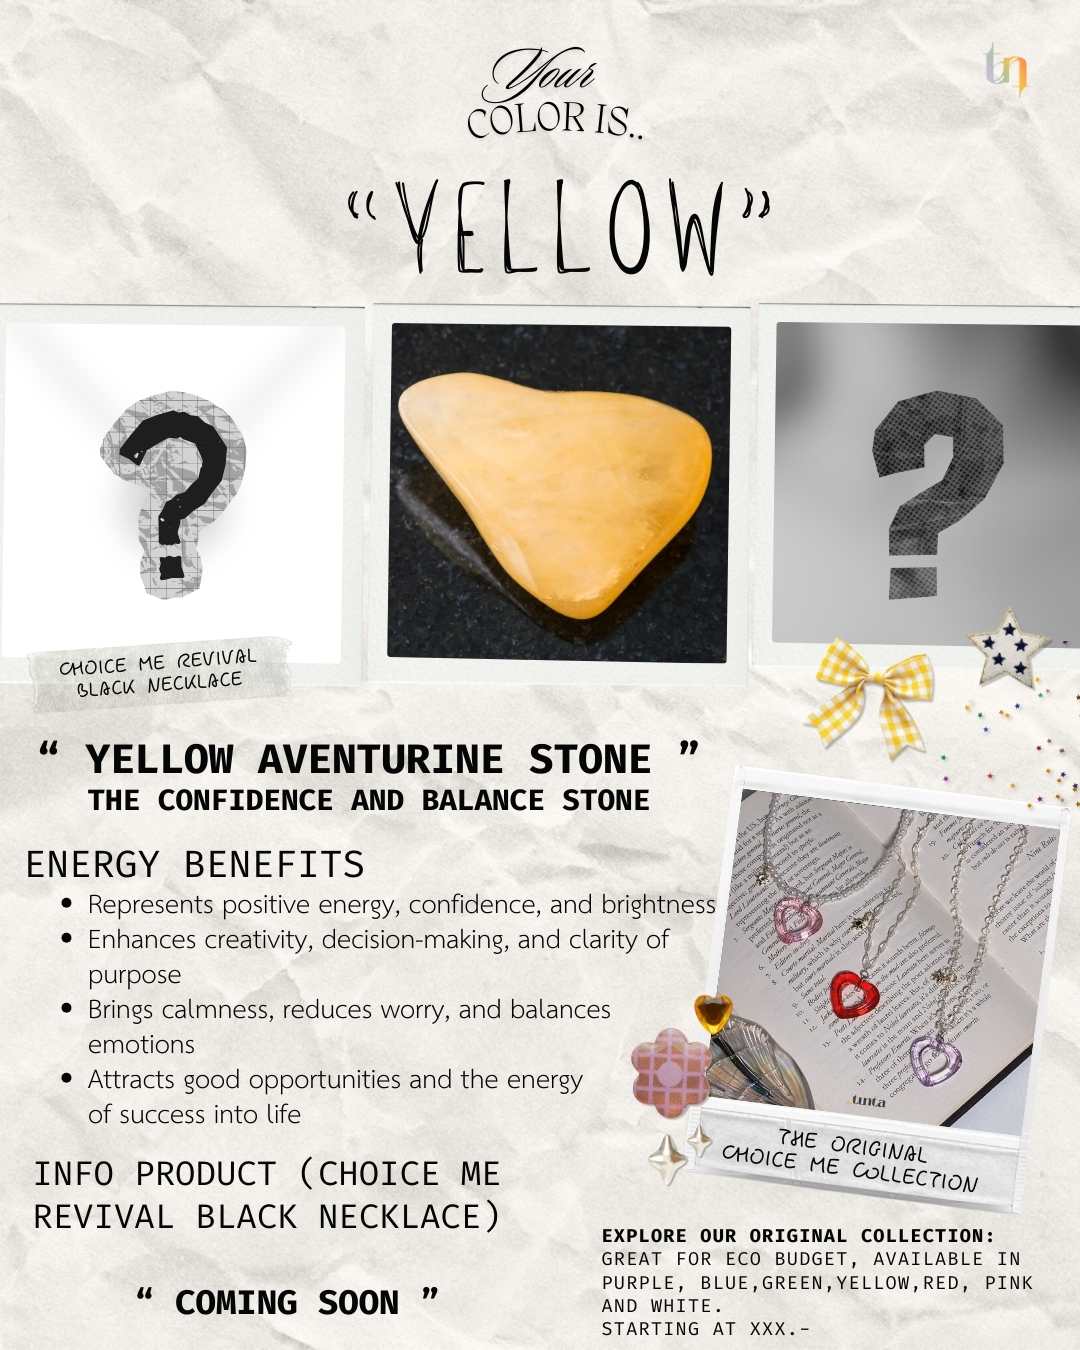 Your
COLOR IS..
tn
“YELLOW”
CHOICE ME REVIVAL
BLACK NECKLACE
“ YELLOW AVENTURINE STONE ”
THE CONFIDENCE AND BALANCE STONE
ENERGY BENEFITS
• Represents positive energy, confidence, and brightness
• Enhances creativity, decision-making, and clarity of
purpose
• Brings calmness, reduces worry, and balances
emotions
• Attracts good opportunities and the energy
of success into life
.tunta
THE ORIGINAL
CHOICE ME COLLECTION
INFO PRODUCT (CHOICE ME
REVIVAL BLACK NECKLACE)
“ COMING SOON ”
EXPLORE OUR ORIGINAL COLLECTION:
GREAT FOR ECO BUDGET, AVAILABLE IN
PURPLE, BLUE,GREEN,YELLOW,RED, PINK
AND WHITE.
STARTING AT XXX.-